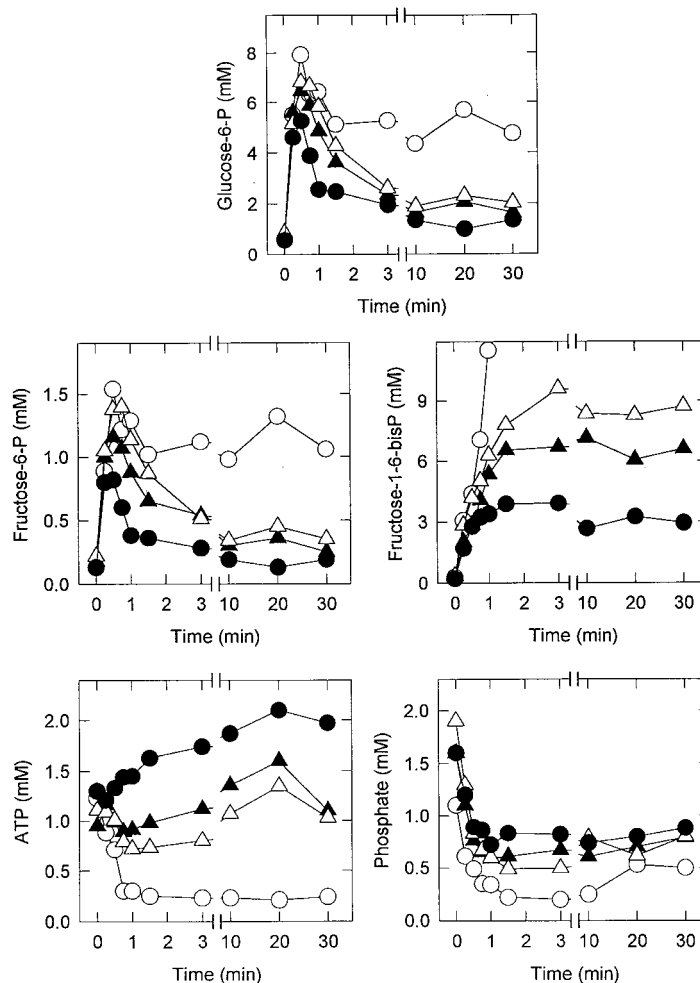 Glucose-6-P (mM)
8
6
4
2
0
0 1 2 3 10 20 30
Time (min)
Fructose-6-P (mM)
1.5
1.0
0.5
0.0
0 1 2 3 10 20 30
Time (min)
Fructose-1-6-bisP (mM)
9
6
3
0
0 1 2 3 10 20 30
Time (min)
ATP (mM)
2.0
1.5
1.0
0.5
0.0
0 1 2 3 10 20 30
Time (min)
Phosphate (mM)
2.0
1.5
1.0
0.5
0.0
0 1 2 3 10 20 30
Time (min)